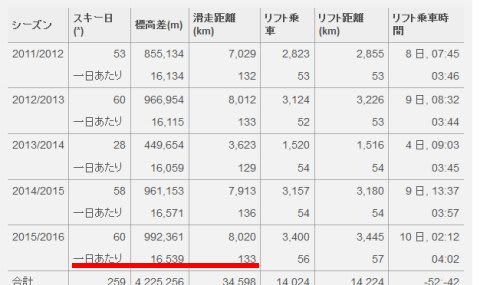 シーズン スキー日(*) 標高差(m) 滑走距離(km) リフト乗車 リフト距離(km) リフト乗車時間
2011/2012 53 855,134 7,029 2,823 2,855 8 日, 07:45
一日あたり 16,134 132 53 53 03:46
2012/2013 60 966,954 8,012 3,124 3,226 9 日, 08:32
一日あたり 16,115 133 52 53 03:44
2013/2014 28 449,654 3,623 1,520 1,516 4 日, 09:03
一日あたり 16,059 129 54 54 03:45
2014/2015 58 961,153 7,913 3,157 3,180 9 日, 13:37
一日あたり 16,571 136 54 54 03:57
2015/2016 60 992,361 8,020 3,400 3,445 10 日, 02:12
一日あたり 16,539 133 56 57 04:02
合計 259 4,225,256 34,598 14,024 14,224 -52:-42